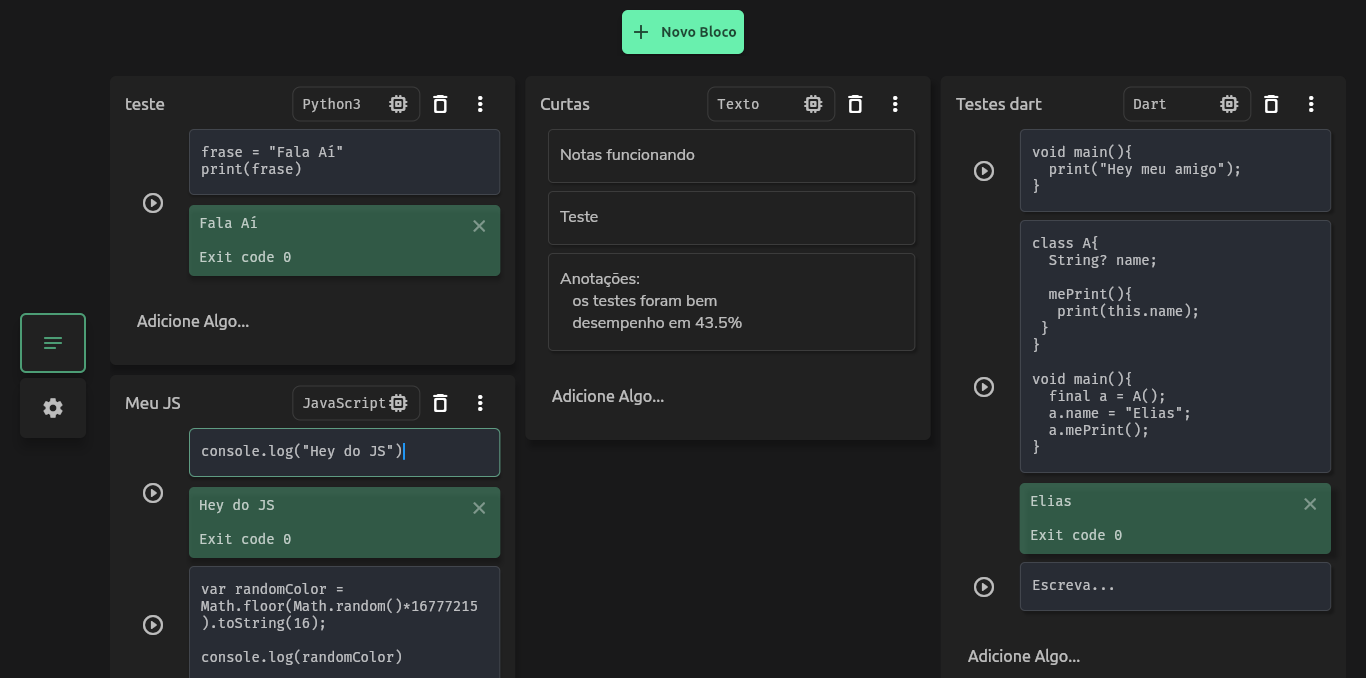 Novo Bloco
teste
Python3
frase = "Fala Aí"
print(frase)
Fala Aí
Exit code 0
Adicione Algo...
Meu JS
JavaScript
console.log("Hey do JS")
Hey do JS
Exit code 0
var randomColor =
Math.floor(Math.random()*16777215
).toString(16);
console.log(randomColor)
Curtas
Texto
Notas funcionando
Teste
Anotações:
os testes foram bem
desempenho em 43.5%
Adicione Algo...
Testes dart
Dart
void main(){
  print("Hey meu amigo");
}
class A{
  String? name;
  mePrint(){
   print(this.name);
 }
}
void main(){
  final a = A();
  a.name = "Elias";
  a.mePrint();
}
Elias
Exit code 0
Escreva...
Adicione Algo...